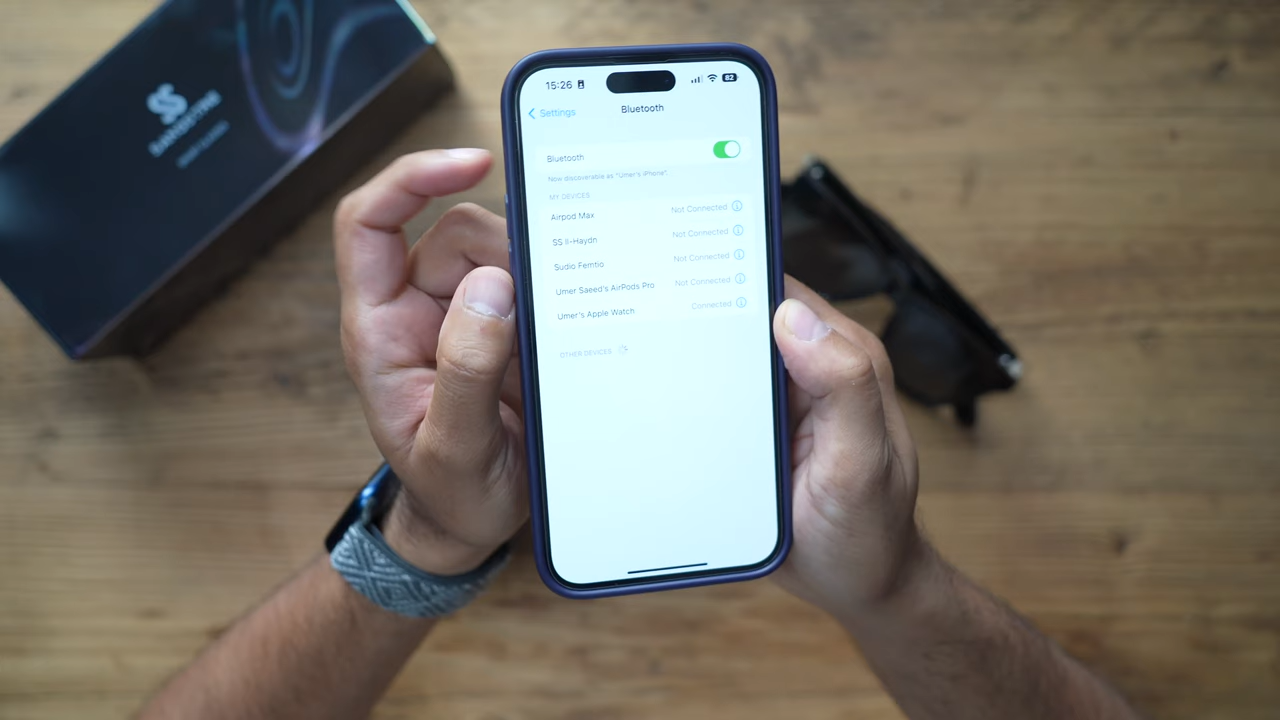 15:26
82
Settings
Bluetooth
Bluetooth
Now discoverable as "Umer's iPhone".
MY DEVICES
Airpod Max Not Connected
SS II-Haydn Not Connected
Sudio Femtio Not Connected
Umer Saeed's AirPods Pro Not Connected
Umer's Apple Watch Connected
OTHER DEVICES